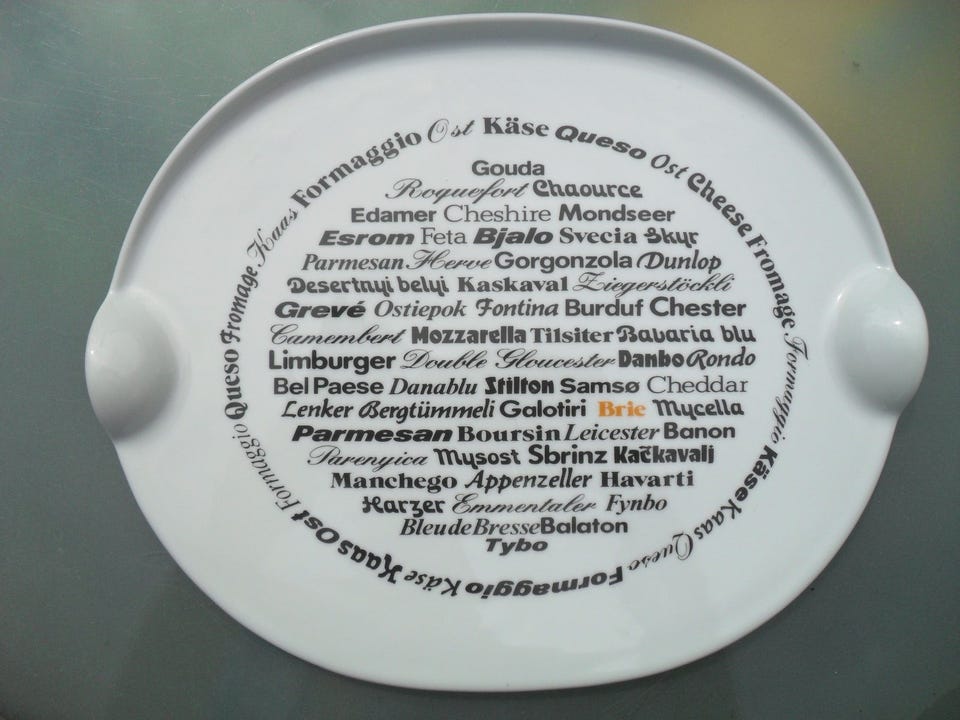 Formaggio Ost Käse Queso Ost Cheese Fromage Formaggio Käse Kaas Queso Formaggio Käse Kaas Ost Formaggio Queso Fromage Kaas
Gouda
Roquefort Chaource
Edamer Cheshire Mondseer
Esrom Feta Bjalo Svecia Skyr
Parmesan Herve Gorgonzola Dunlop
Desertnyi belyi Kaskaval Ziegerstöckli
Grevé Ostiepok Fontina Burduf Chester
Camembert Mozzarella Tilsiter Bavaria blu
Limburger Double Gloucester Danbo Rondo
Bel Paese Danablu Stilton Samsø Cheddar
Lenker Bergtümmeli Galotiri Brie Mycella
Parmesan Boursin Leicester Banon
Parenyica Mysost Sbrinz Kačkavalj
Manchego Appenzeller Havarti
Harzer Emmentaler Fynbo
Bleu de Bresse Balaton
Tybo